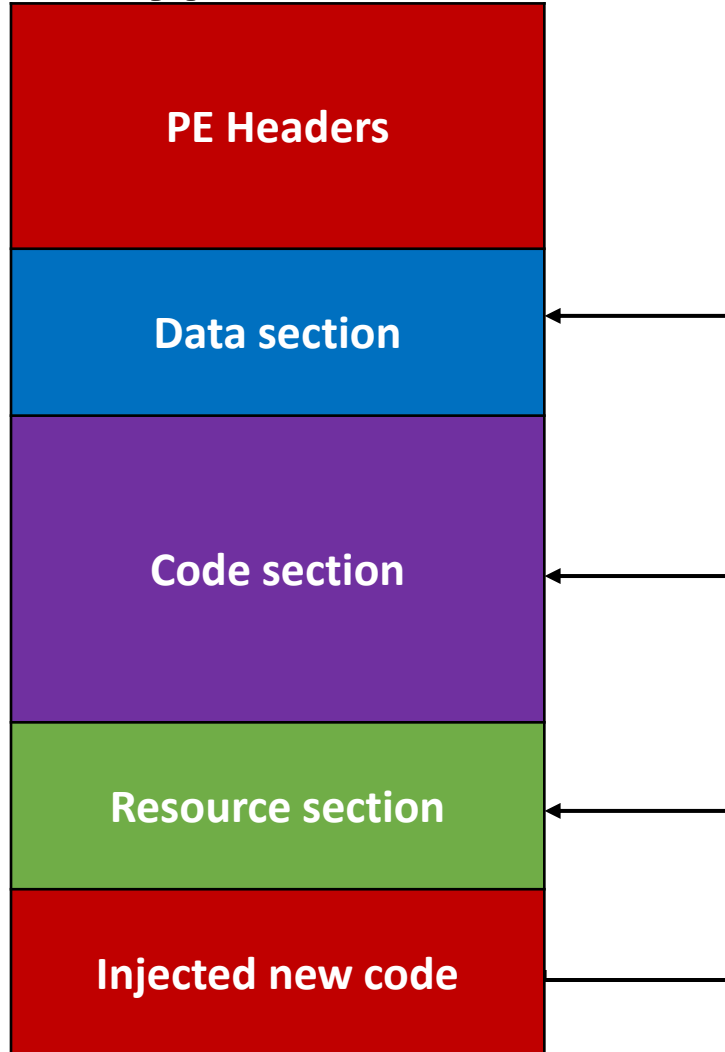 PE Headers
Data section
Code section
Resource section
Injected new code